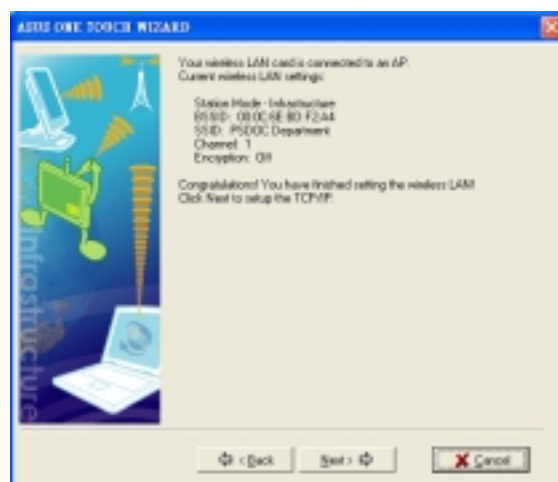 ASUS ONE TOUCH WIZARD
Your wireless LAN card is connected to an AP.
Current wireless LAN settings:
Station Mode - Infrastructure
BSSID: 00:0C:6E:BD:F2:A4
SSID: PSDOC Department
Channel: 1
Encryption: Off
Congratulations! You have finished setting the wireless LAN!
Click Next to setup the TCP/IP.
Infrastructure
< Back
Next >
Cancel